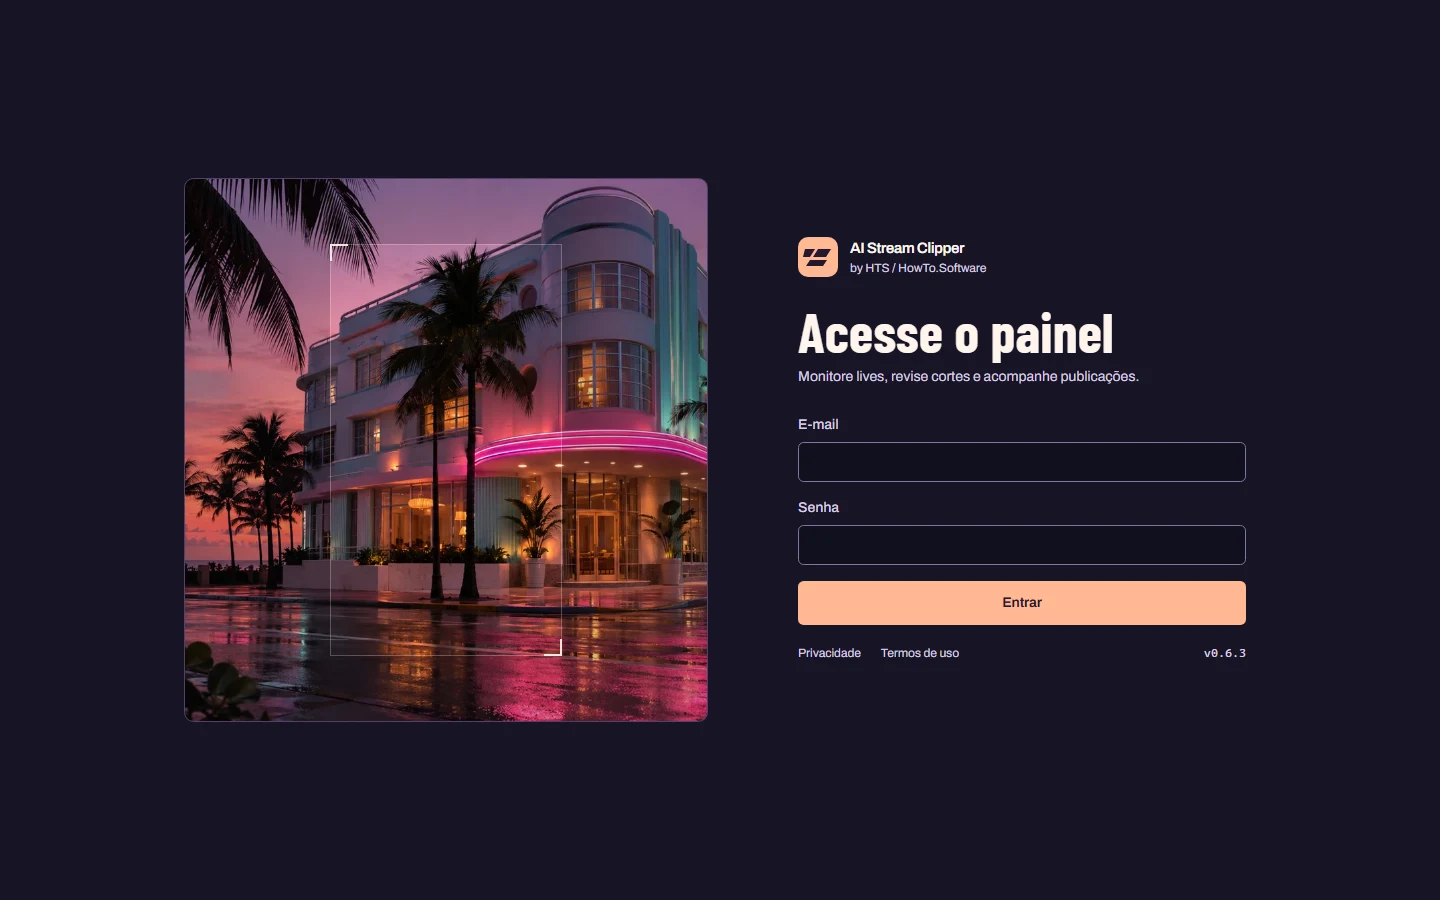 AI Stream Clipper
by HTS / HowTo.Software
Acesse o painel
Monitore lives, revise cortes e acompanhe publicações.
E-mail
Senha
Entrar
Privacidade Termos de uso v0.6.3